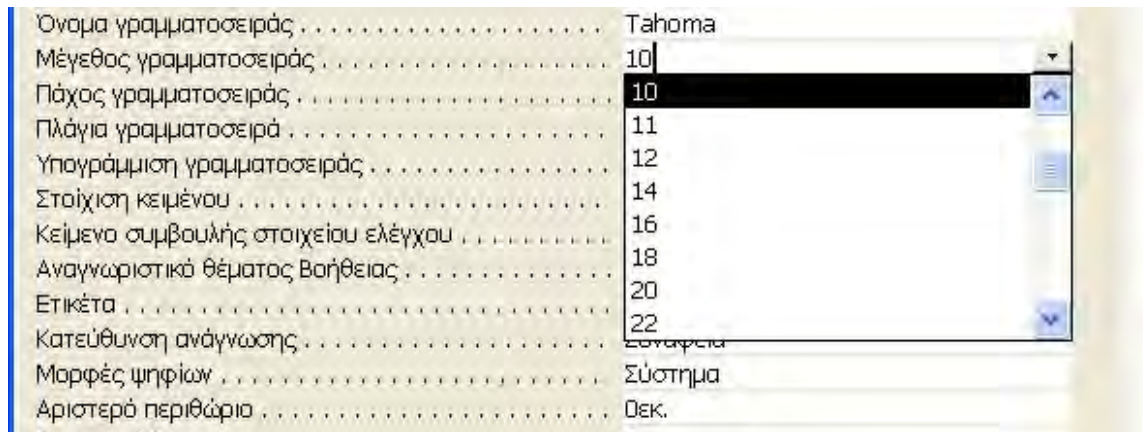 Όνομα γραμματοσειράς . . . . . . . . . . . . . . . . . . . . Tahoma
Μέγεθος γραμματοσειράς . . . . . . . . . . . . . . . . . . . 10
Πάχος γραμματοσειράς . . . . . . . . . . . . . . . . . . . . . 10
Πλάγια γραμματοσειρά . . . . . . . . . . . . . . . . . . . . . 11
Υπογράμμιση γραμματοσειράς . . . . . . . . . . . . . . . . 12
Στοίχιση κειμένου . . . . . . . . . . . . . . . . . . . . . . . . 14
Κείμενο συμβουλής στοιχείου ελέγχου . . . . . . . . . . 16
Αναγνωριστικό θέματος Βοήθειας . . . . . . . . . . . . . . 18
Ετικέτα . . . . . . . . . . . . . . . . . . . . . . . . . . . . . . . . 20
Κατεύθυνση ανάγνωσης . . . . . . . . . . . . . . . . . . . . 22
Μορφές ψηφίων . . . . . . . . . . . . . . . . . . . . . . . . . Σύστημα
Αριστερό περιθώριο . . . . . . . . . . . . . . . . . . . . . . . 0εκ.